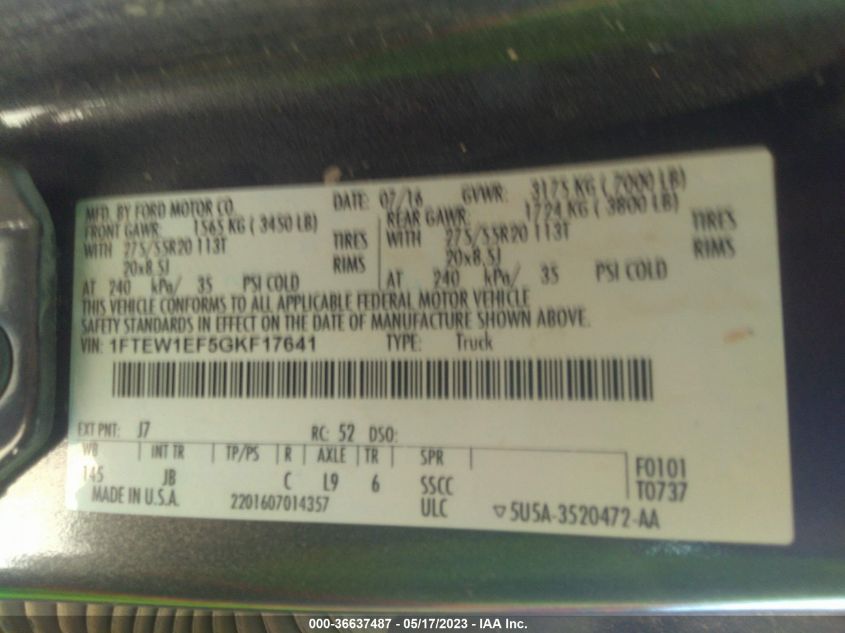 MFD. BY FORD MOTOR CO. DATE: 07/16 GVWR: 3175 KG ( 7000 LB)
FRONT GAWR: 1565 KG ( 3450 LB) REAR GAWR: 1724 KG ( 3800 LB)
WITH 275/55R20 113T TIRES WITH 275/55R20 113T TIRES
20x8.5J RIMS 20x8.5J RIMS
AT 240 kPa/ 35 PSI COLD AT 240 kPa/ 35 PSI COLD
THIS VEHICLE CONFORMS TO ALL APPLICABLE FEDERAL MOTOR VEHICLE
SAFETY STANDARDS IN EFFECT ON THE DATE OF MANUFACTURE SHOWN ABOVE.
VIN: 1FTEW1EF5GKF17641 TYPE: Truck
EXT PNT: J7 RC: 52 DSO:
WB INT TR TP/PS R AXLE TR SPR
145 JB C L9 6 SSCC F0101
MADE IN U.S.A. 2201607014357 ULC T0737
▽5U5A-3520472-AA
000-36637487 - 05/17/2023 - IAA Inc.